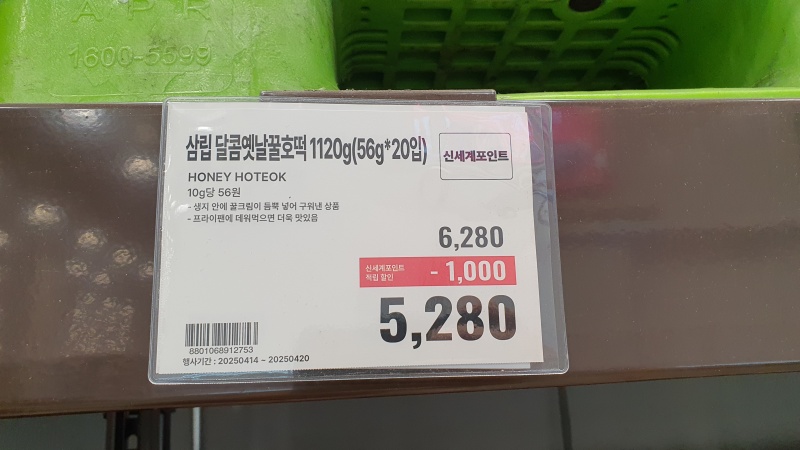 APR
1600-5599
삼립 달콤옛날꿀호떡 1120g(56g*20입)
신세계포인트
HONEY HOTEOK
10g당 56원
- 생지 안에 꿀크림이 듬뿍 넣어 구워낸 상품
- 프라이팬에 데워먹으면 더욱 맛있음
6,280
신세계포인트
적립 할인
- 1,000
5,280
8801068912753
행사기간 : 20250414 ~ 20250420